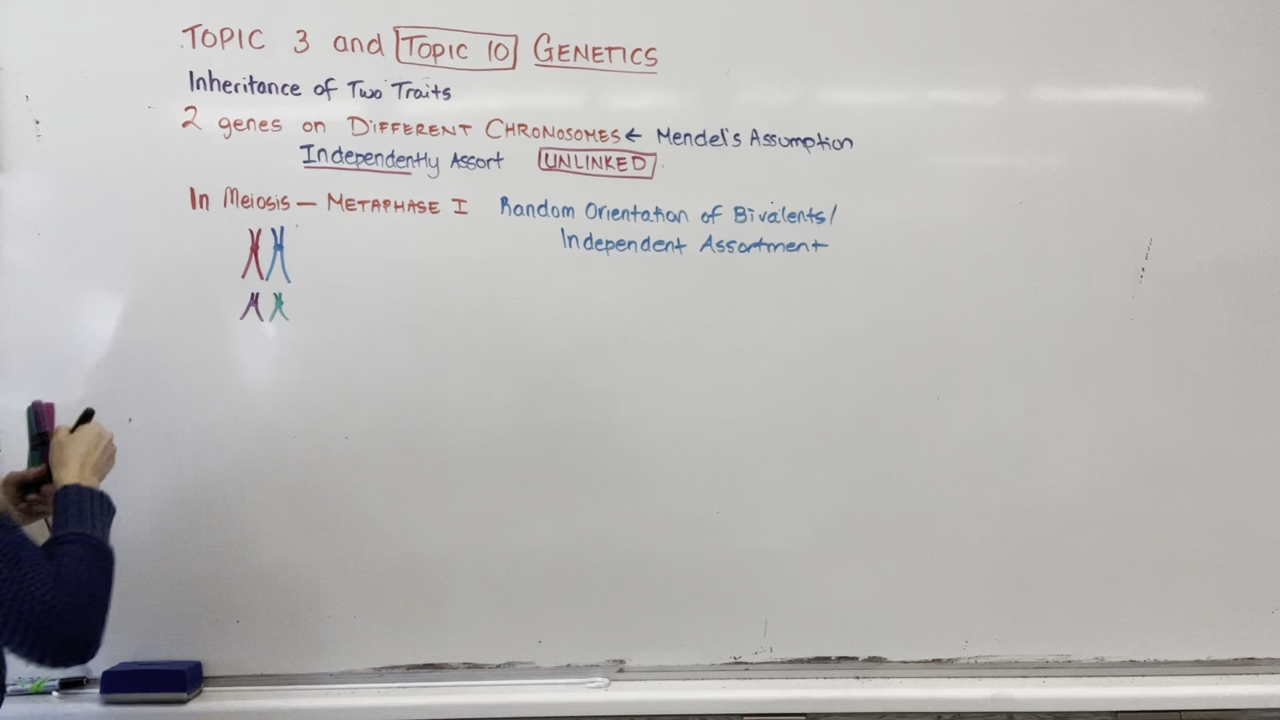 TOPIC 3 and TOPIC 10 GENETICS
Inheritance of Two Traits
2 genes on DIFFERENT CHRONOSOMES ← Mendel's Assumption
Independently Assort UNLINKED
In Meiosis — METAPHASE I Random Orientation of Bivalents/
Independent Assortment